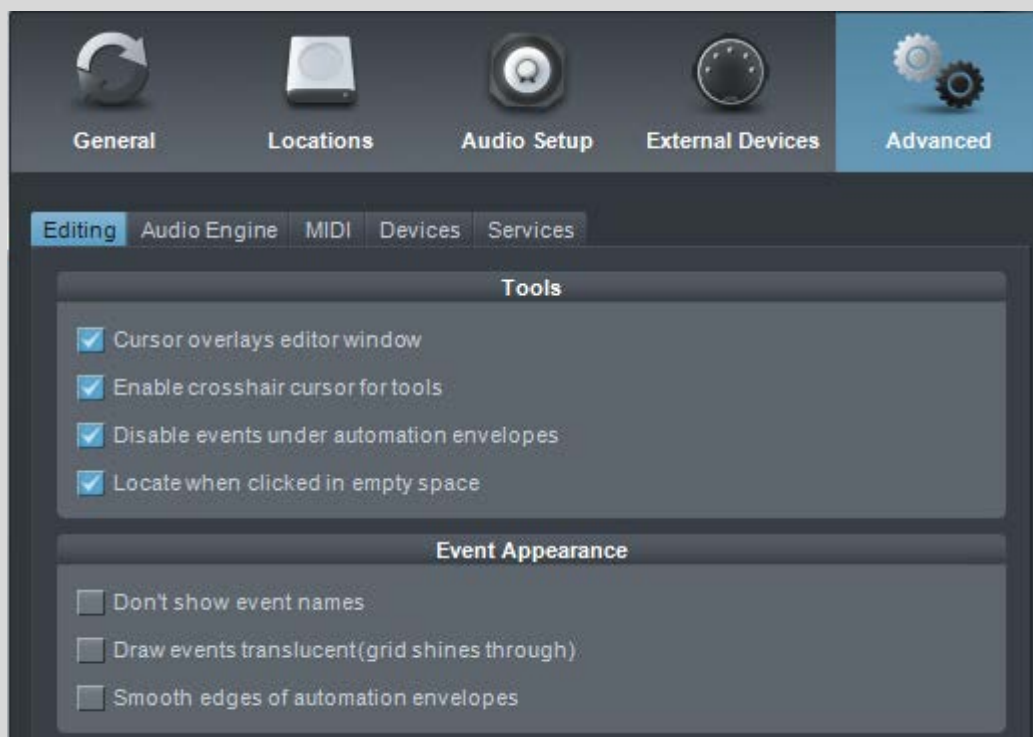 General Locations Audio Setup External Devices Advanced
Editing Audio Engine MIDI Devices Services
Tools
Cursor overlays editor window
Enable crosshair cursor for tools
Disable events under automation envelopes
Locate when clicked in empty space
Event Appearance
Don't show event names
Draw events translucent (grid shines through)
Smooth edges of automation envelopes